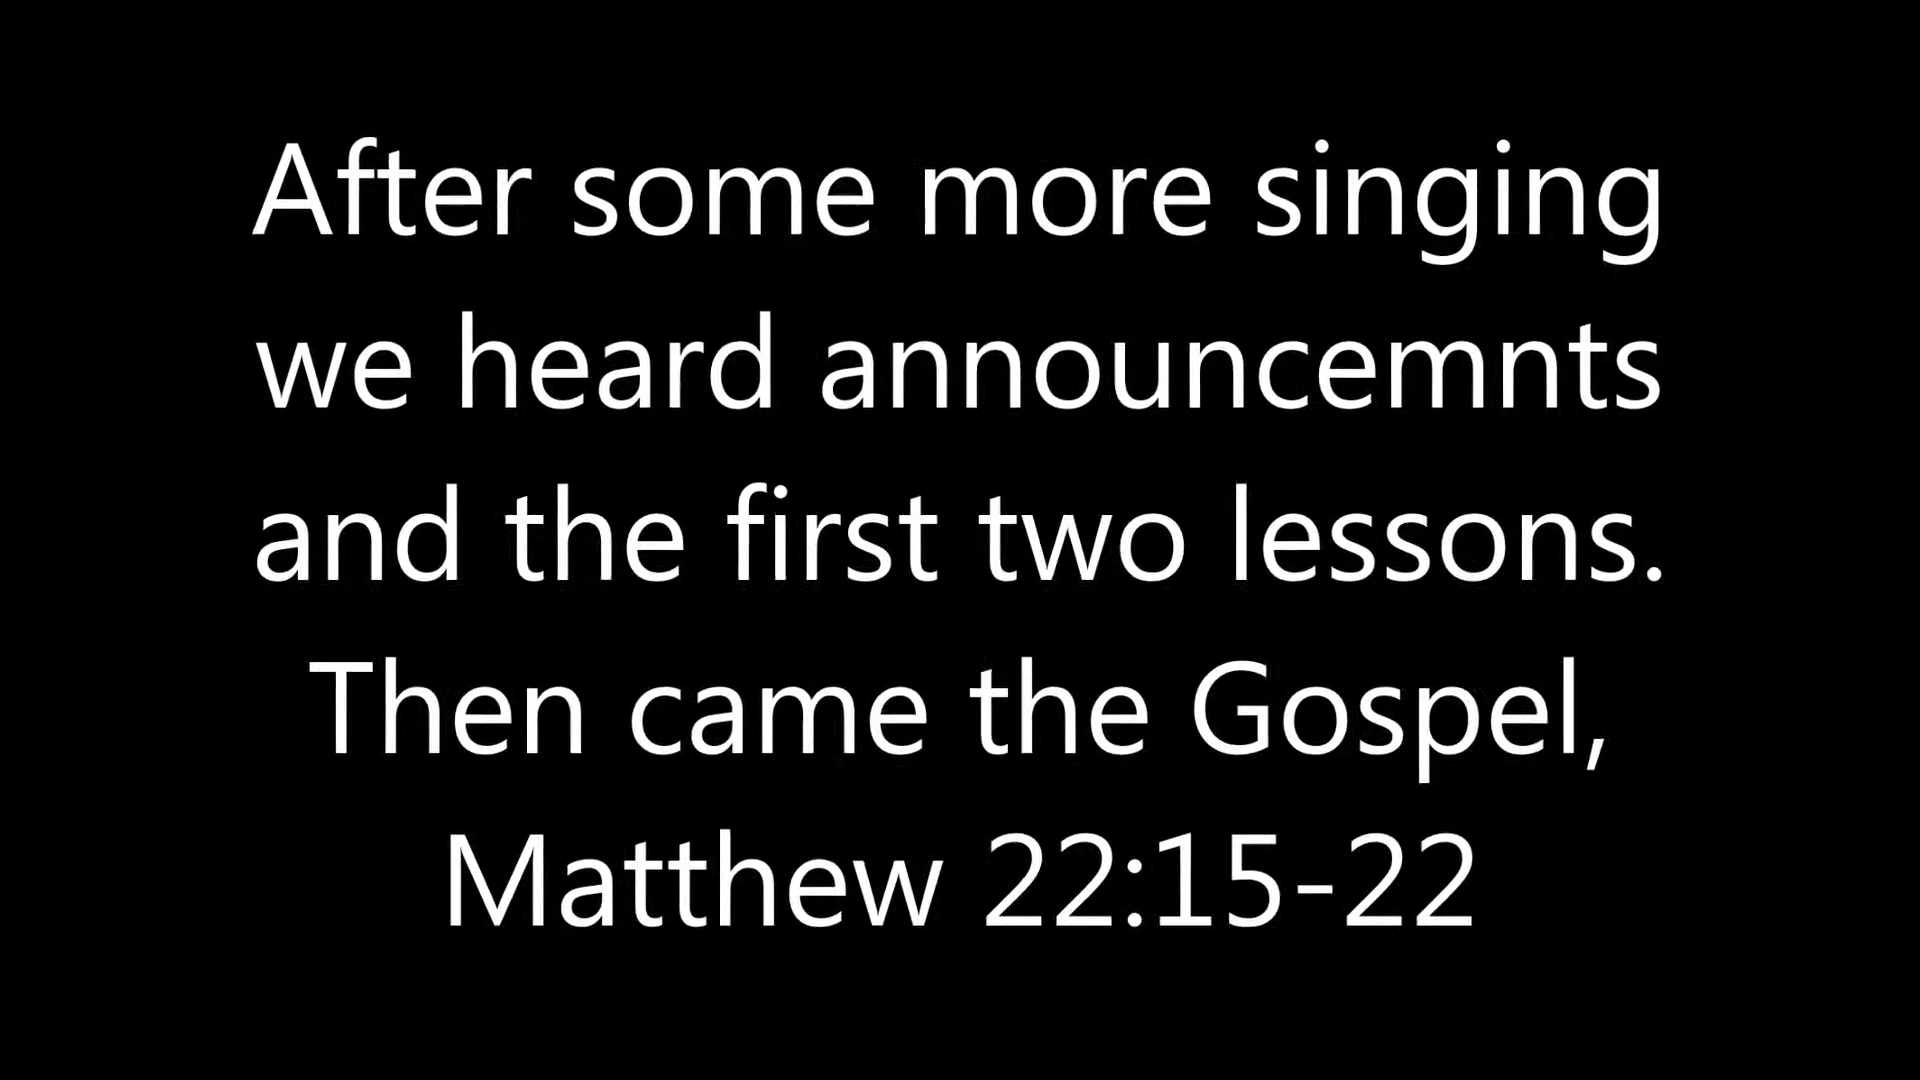 After some more singing
we heard announcemnts
and the first two lessons.
Then came the Gospel,
Matthew 22:15-22